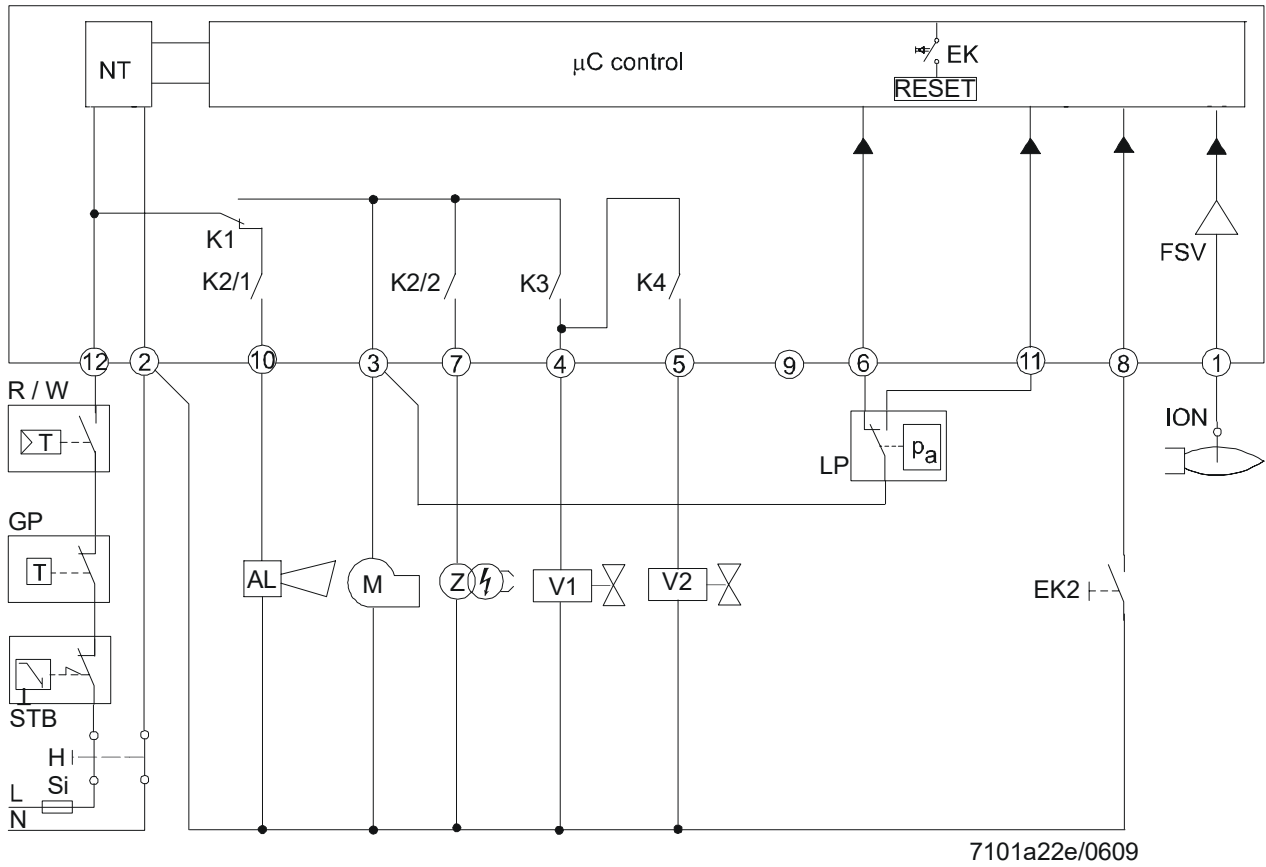 NT
μC control
EK
RESET
FSV
K1
K2/1
K2/2
K3
K4
12
2
10
3
7
4
5
9
6
11
8
1
R / W
T
GP
T
STB
H
Si
L
N
LP
pa
ION
AL
M
Z
V1
V2
EK2
7101a22e/0609